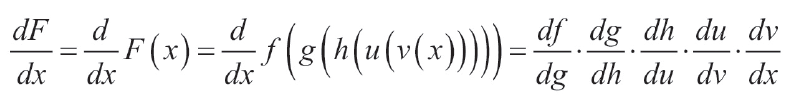 dF/dx = d/dx F(x) = d/dx f(g(h(u(v(x))))) = df/dg · dg/dh · dh/du · du/dv · dv/dx